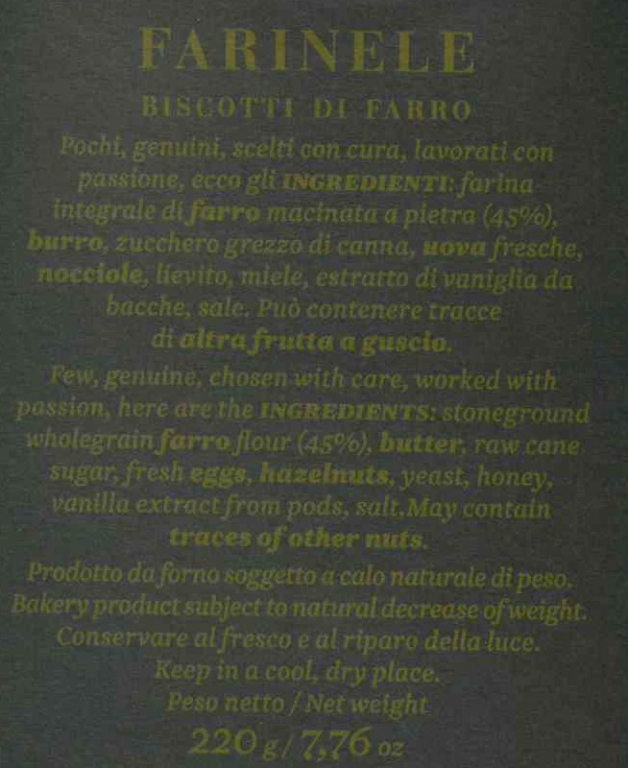 FARINELE
BISCOTTI DI FARRO
Pochi, genuini, scelti con cura, lavorati con
passione, ecco gli INGREDIENTI: farina
integrale di farro macinata a pietra (45%),
burro, zucchero grezzo di canna, uova fresche,
nocciole, lievito, miele, estratto di vaniglia da
bacche, sale. Può contenere tracce
di altra frutta a guscio.
Few, genuine, chosen with care, worked with
passion, here are the INGREDIENTS: stoneground
wholegrain farro flour (45%), butter, raw cane
sugar, fresh eggs, hazelnuts, yeast, honey,
vanilla extract from pods, salt. May contain
traces of other nuts.
Prodotto da forno soggetto a calo naturale di peso.
Bakery product subject to natural decrease of weight.
Conservare al fresco e al riparo della luce.
Keep in a cool, dry place.
Peso netto / Net weight
220 g / 7,76 oz